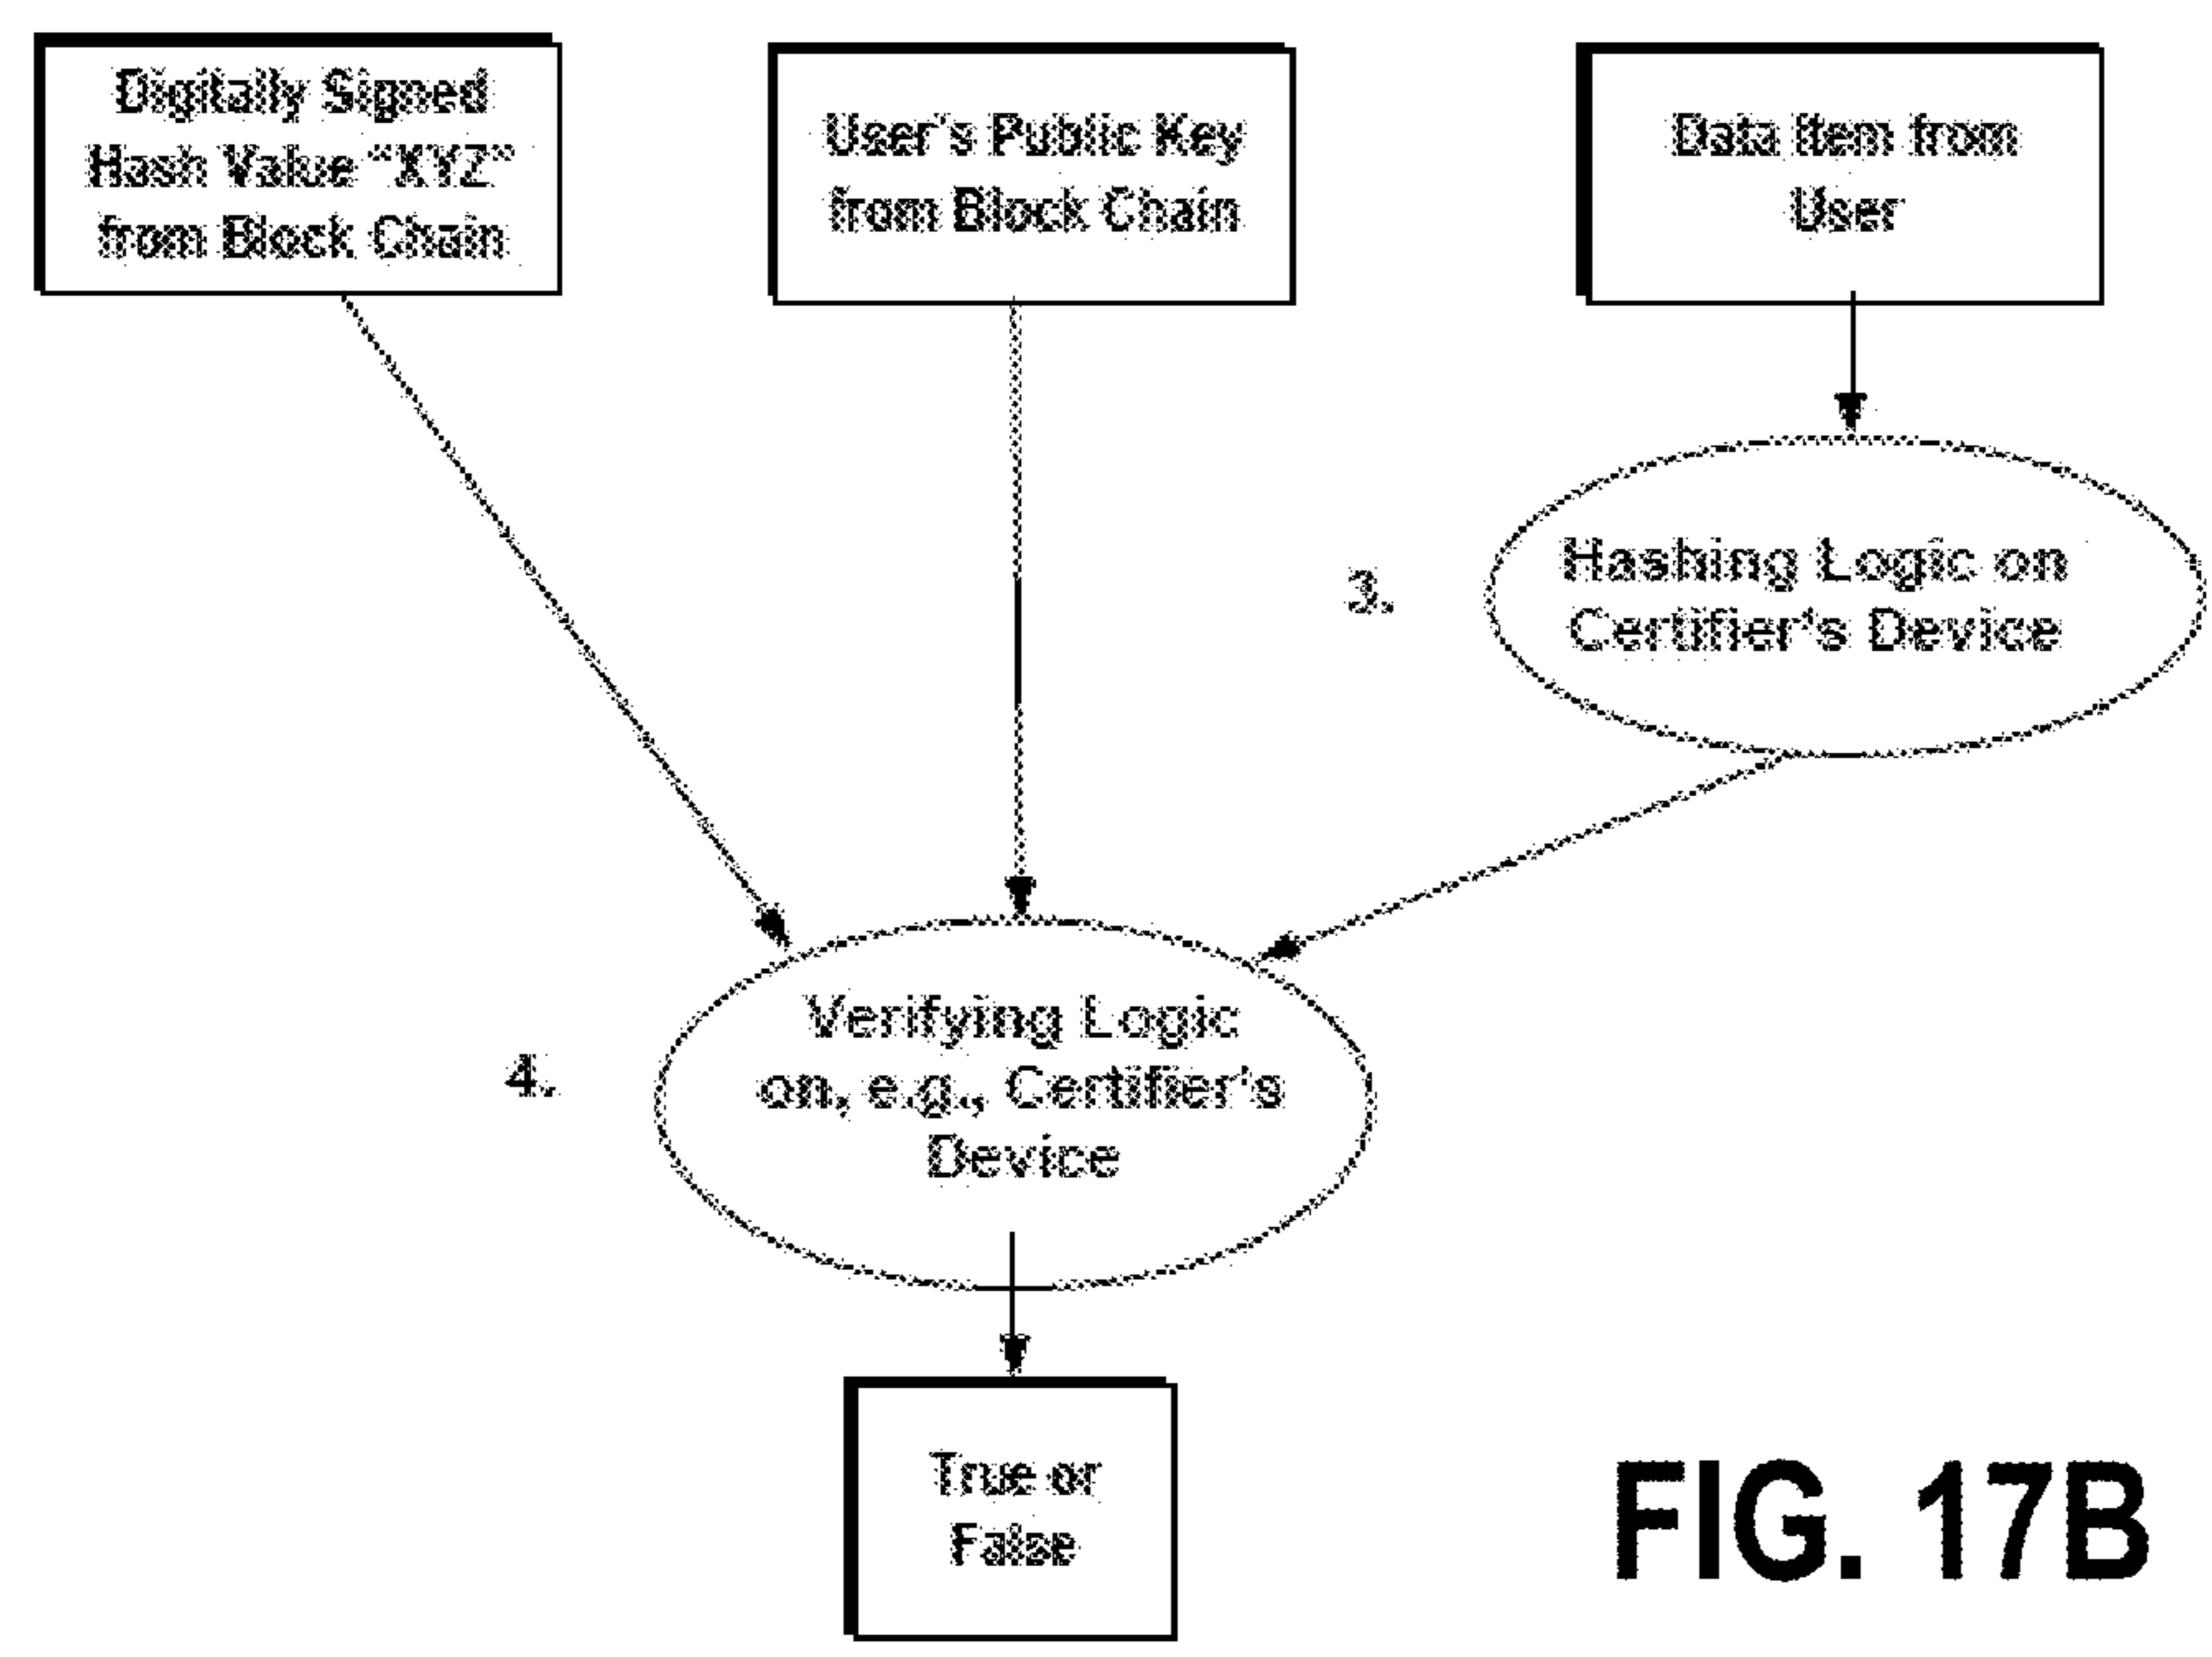 Digitally Signed
Hash Value "XYZ"
from Block Chain
User's Public Key
from Block Chain
Data Item from
User
3.
Hashing Logic on
Certifier's Device
4.
Verifying Logic
on, e.g., Certifier's
Device
True or
False
FIG. 17B